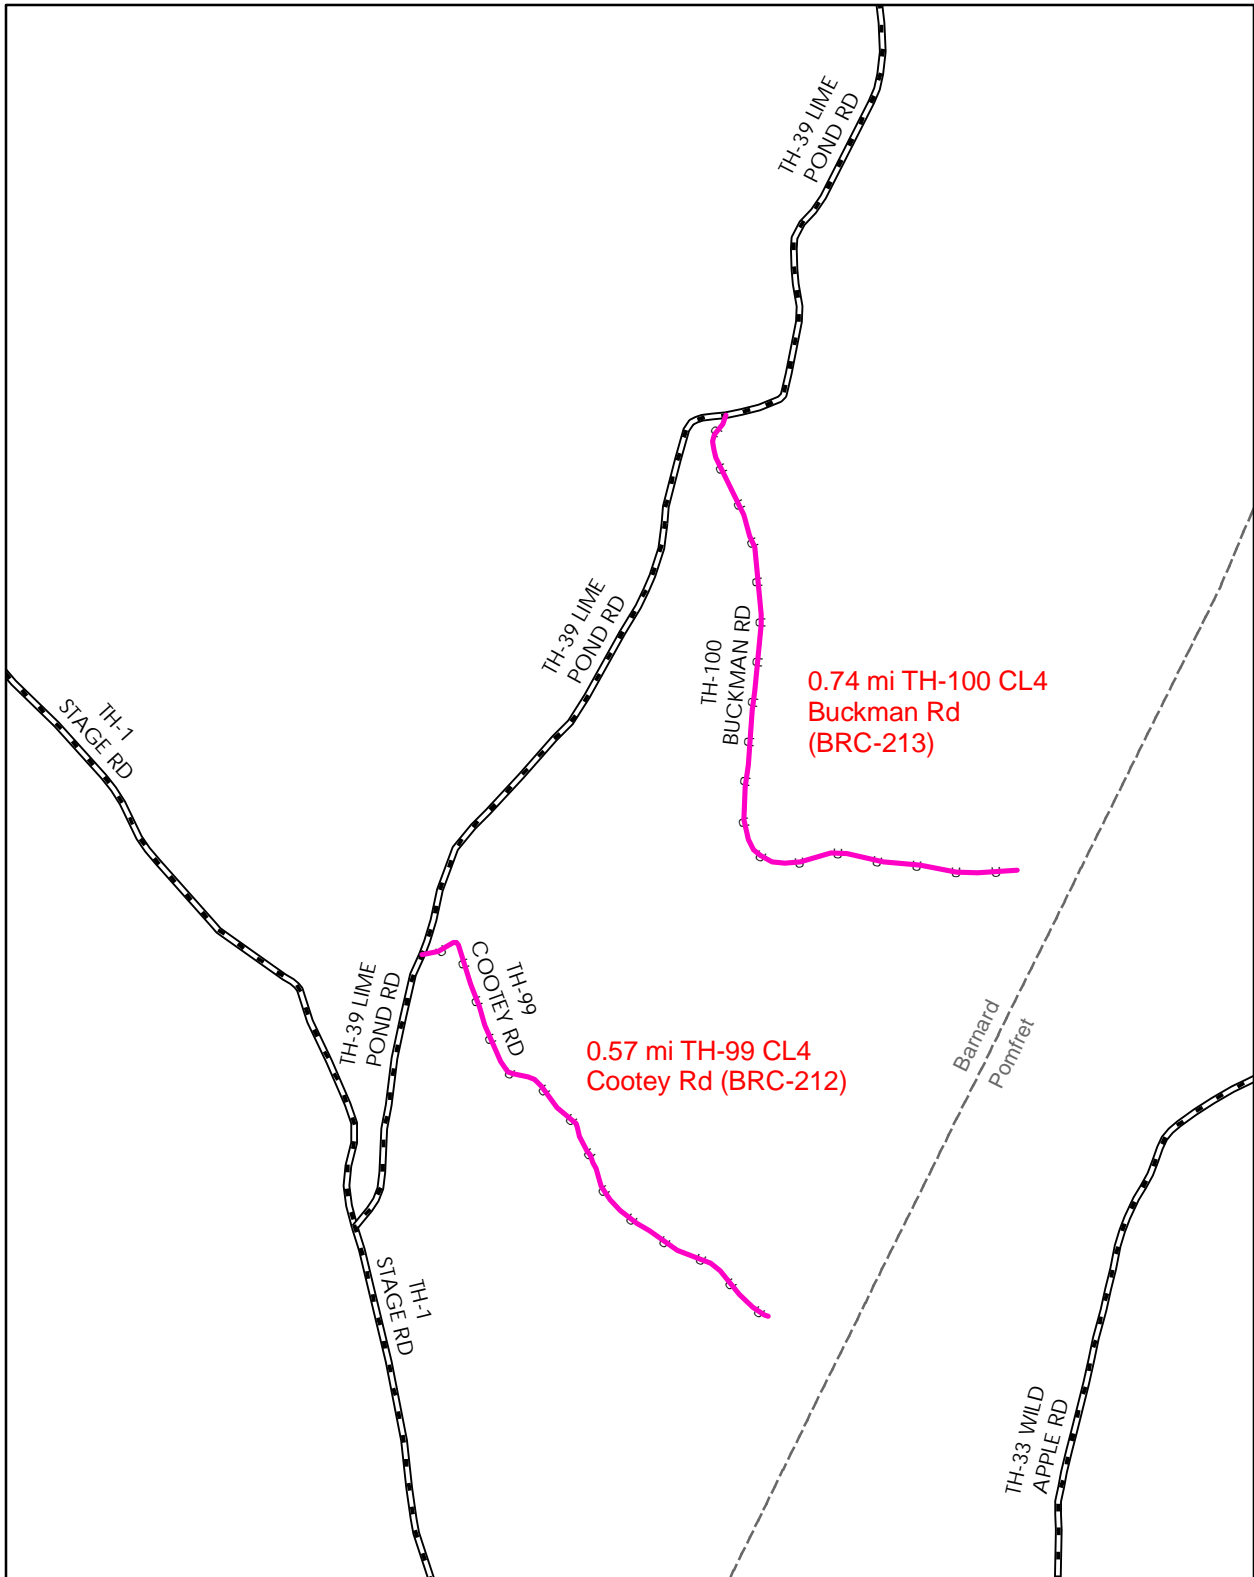 TH-39 LIME
POND RD
TH-39 LIME
POND RD
TH-100
BUCKMAN RD
0.74 mi TH-100 CL4
Buckman Rd
(BRC-213)
TH-1
STAGE RD
TH-39 LIME
POND RD
TH-99
COOTEY RD
0.57 mi TH-99 CL4
Cootey Rd (BRC-212)
Barnard
Pomfret
TH-1
STAGE RD
TH-33 WILD
APPLE RD